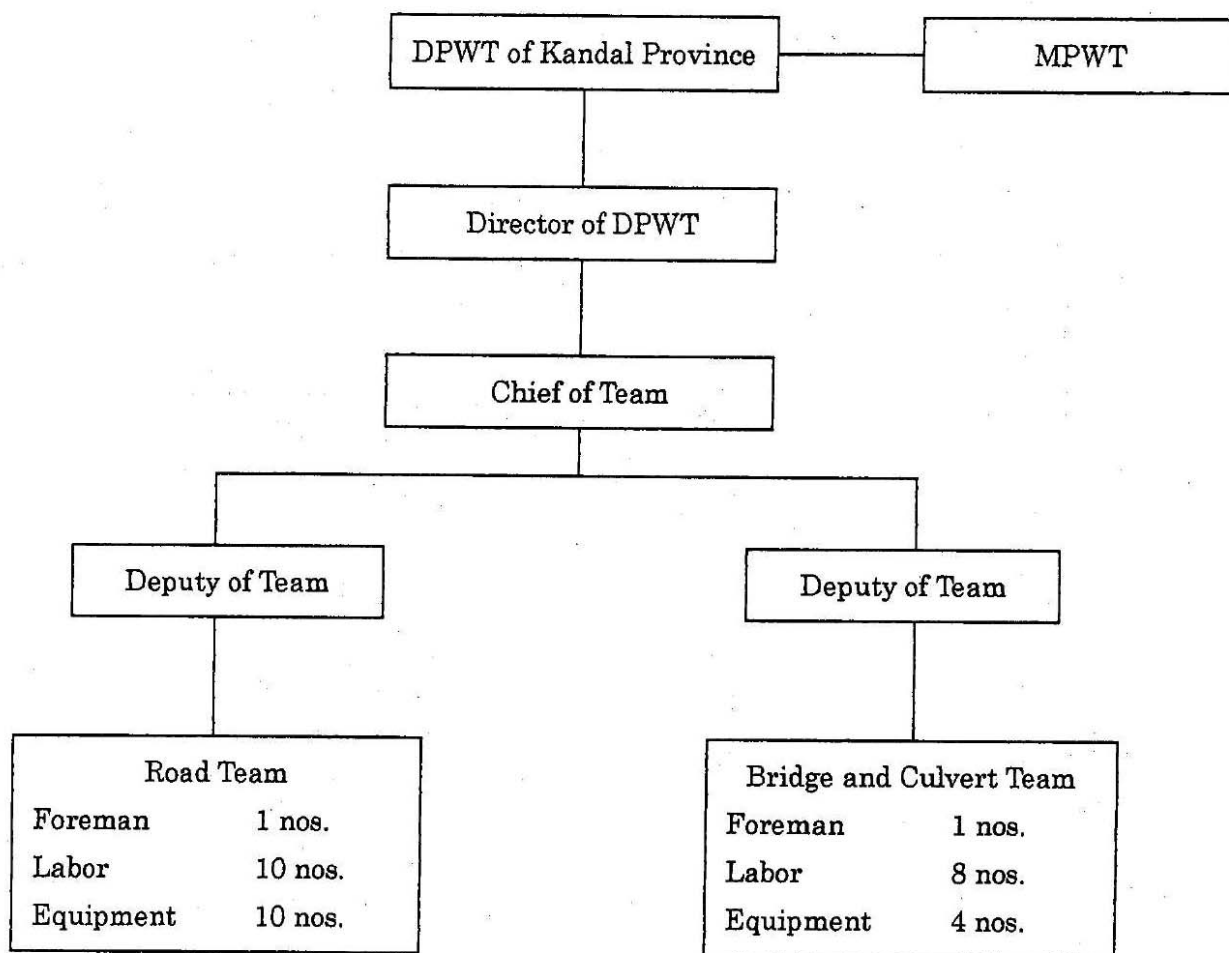 DPWT of Kandal Province
MPWT
Director of DPWT
Chief of Team
Deputy of Team
Deputy of Team
Road Team
Foreman 1 nos.
Labor 10 nos.
Equipment 10 nos.
Bridge and Culvert Team
Foreman 1 nos.
Labor 8 nos.
Equipment 4 nos.